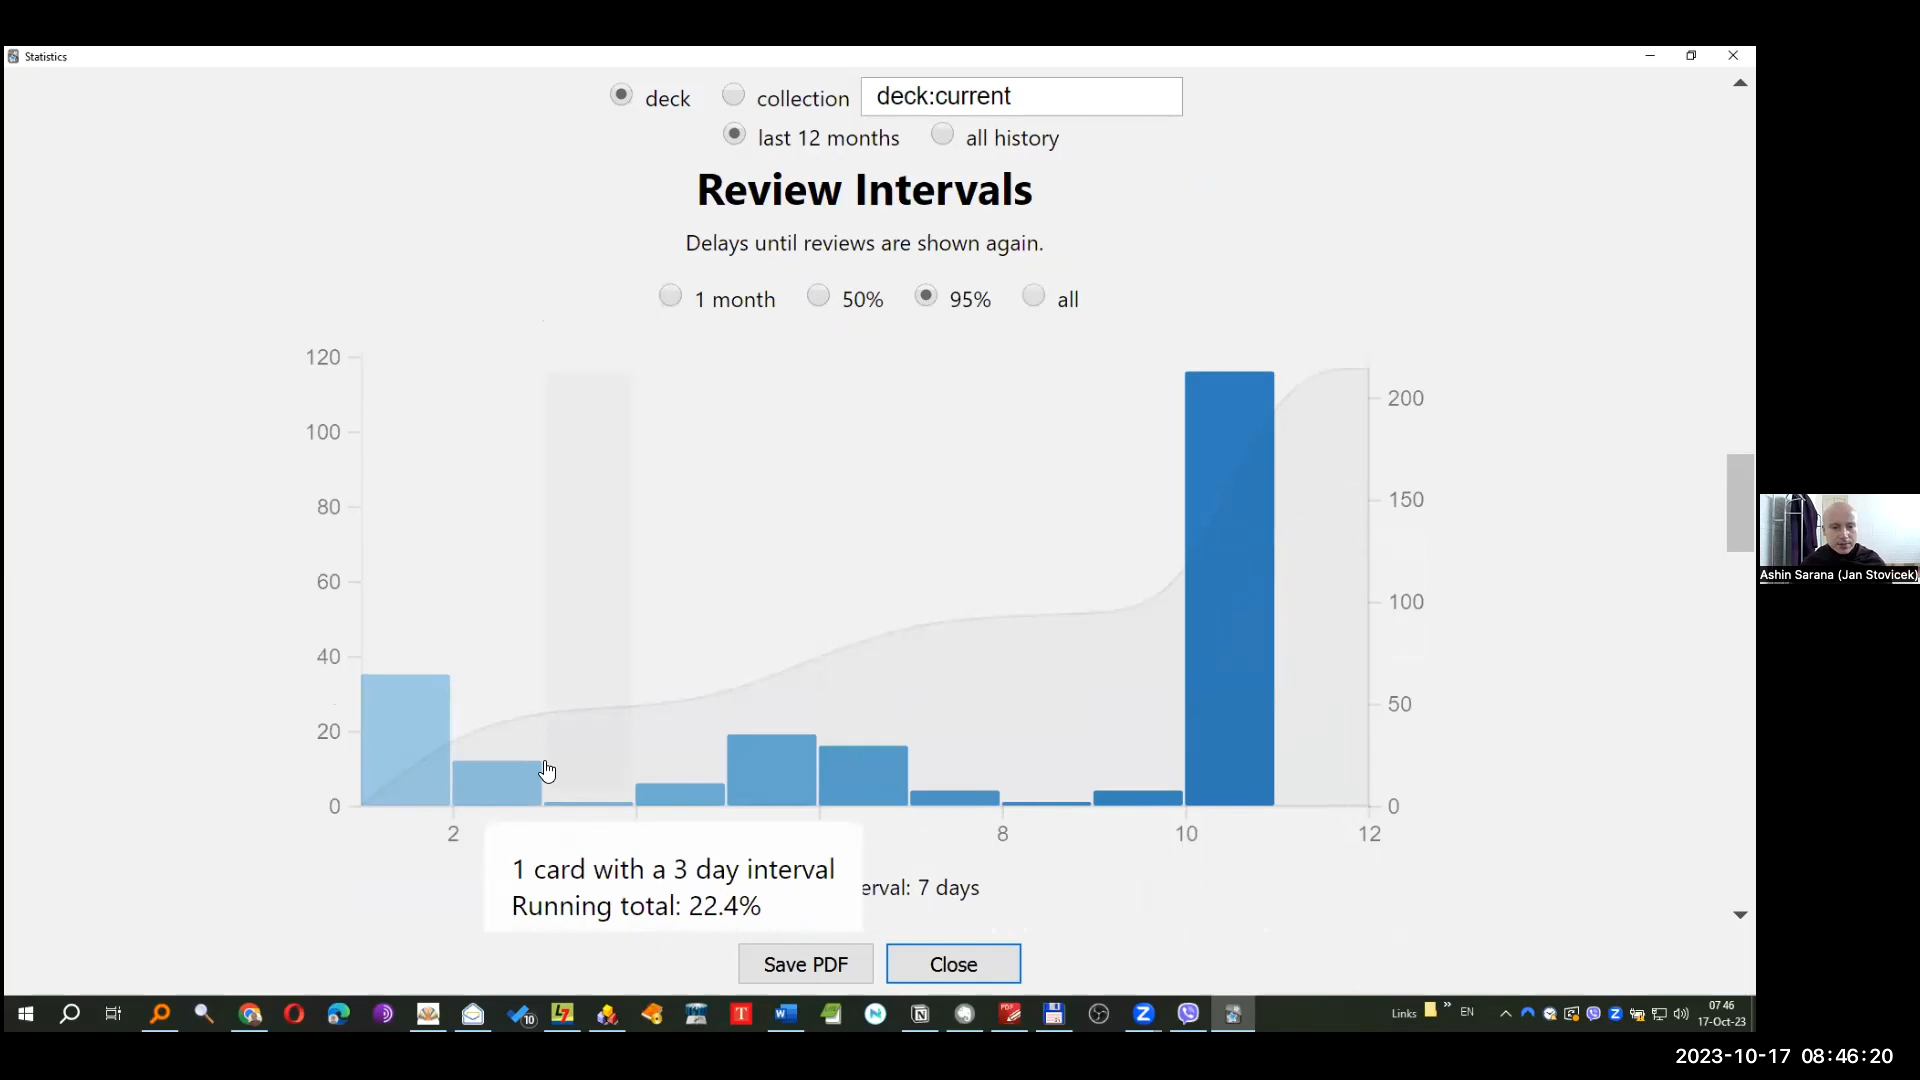 Statistics
deck collection deck:current
last 12 months all history
Review Intervals
Delays until reviews are shown again.
1 month 50% 95% all
120
100
80
60
40
20
0
200
150
100
50
0
2 8 10 12
1 card with a 3 day interval
Running total: 22.4%
erval: 7 days
Save PDF Close
Ashin Sarana (Jan Stovicek)
Links EN
10
07 46
17-Oct-23
2023-10-17 08:46:20